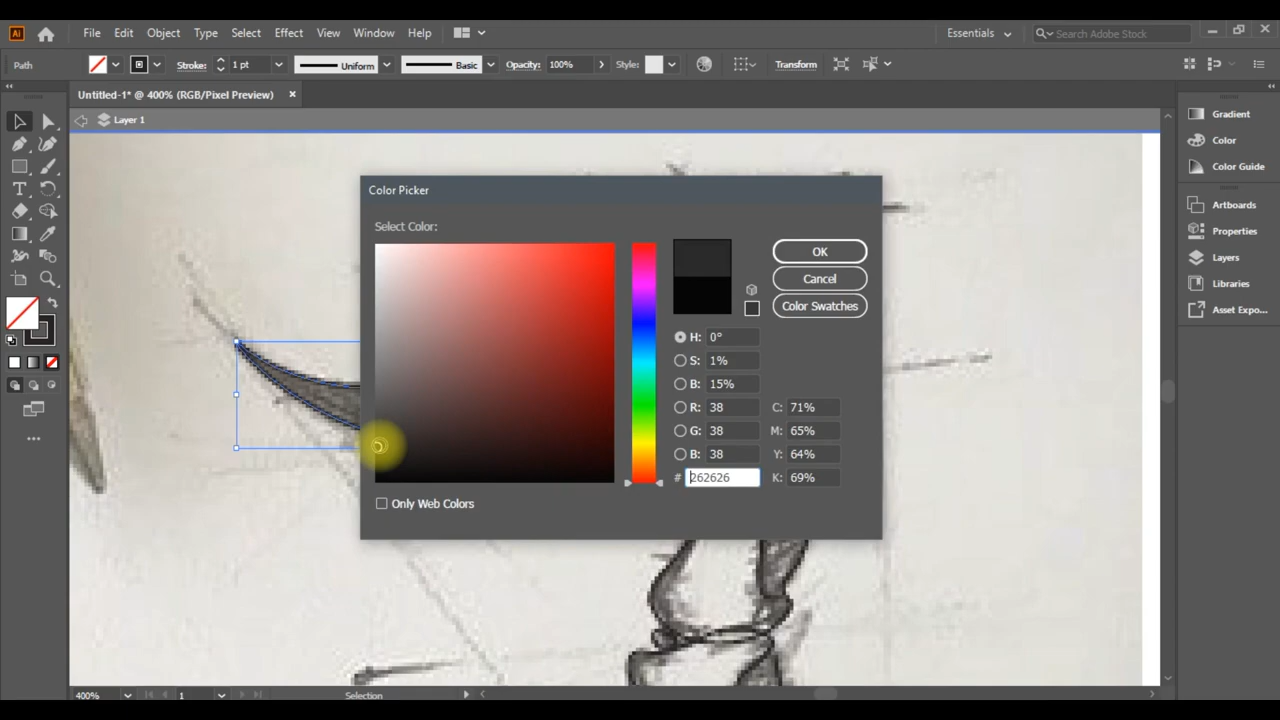 Ai File Edit Object Type Select Effect View Window Help Essentials Search Adobe Stock
Path Stroke: 1 pt Uniform Basic Opacity: 100% Style: Transform
Untitled-1* @ 400% (RGB/Pixel Preview) ×
Layer 1
Gradient
Color
Color Guide
Artboards
Properties
Layers
Libraries
Asset Expo...
Color Picker
Select Color:
OK
Cancel
Color Swatches
H: 0°
S: 1%
B: 15%
R: 38 C: 71%
G: 38 M: 65%
B: 38 Y: 64%
# 262626 K: 69%
Only Web Colors
400% 1 Selection